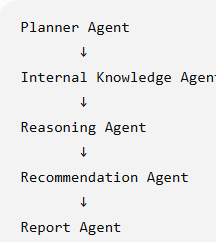 Planner Agent
↓
Internal Knowledge Agen
↓
Reasoning Agent
↓
Recommendation Agent
↓
Report Agent